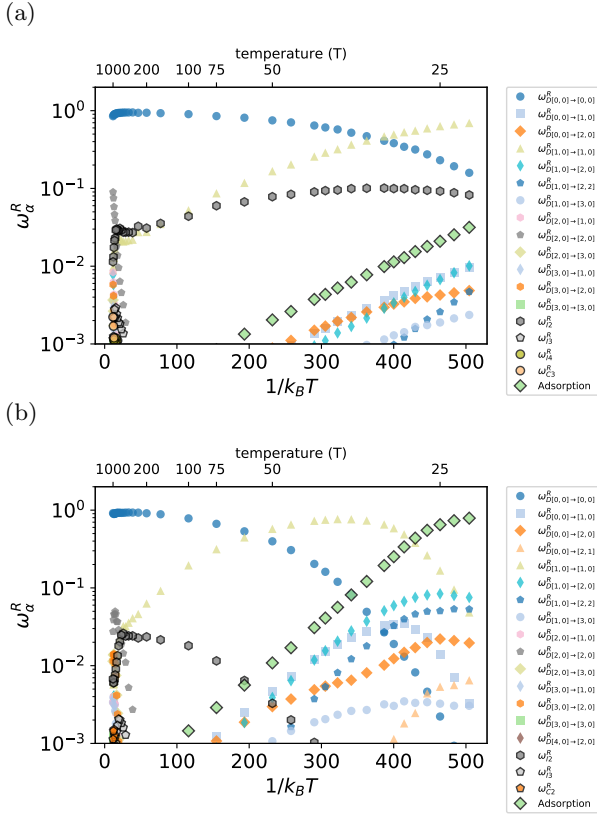 (a)
temperature (T)
1000 200 100 75 50 25
10^0
10^{-1}
10^{-2}
10^{-3}
ω_α^R
0 100 200 300 400 500
1/k_BT
ω^R_{D[0,0]→[0,0]}
ω^R_{D[0,0]→[1,0]}
ω^R_{D[0,0]→[2,0]}
ω^R_{D[1,0]→[1,0]}
ω^R_{D[1,0]→[2,0]}
ω^R_{D[1,0]→[2,2]}
ω^R_{D[1,0]→[3,0]}
ω^R_{D[2,0]→[1,0]}
ω^R_{D[2,0]→[2,0]}
ω^R_{D[2,0]→[3,0]}
ω^R_{D[3,0]→[1,0]}
ω^R_{D[3,0]→[2,0]}
ω^R_{D[3,0]→[3,0]}
ω^R_{I2}
ω^R_{I3}
ω^R_{I4}
ω^R_{C3}
Adsorption
(b)
temperature (T)
1000 200 100 75 50 25
10^0
10^{-1}
10^{-2}
10^{-3}
ω_α^R
0 100 200 300 400 500
1/k_BT
ω^R_{D[0,0]→[0,0]}
ω^R_{D[0,0]→[1,0]}
ω^R_{D[0,0]→[2,0]}
ω^R_{D[0,0]→[2,1]}
ω^R_{D[1,0]→[1,0]}
ω^R_{D[1,0]→[2,0]}
ω^R_{D[1,0]→[2,2]}
ω^R_{D[1,0]→[3,0]}
ω^R_{D[2,0]→[1,0]}
ω^R_{D[2,0]→[2,0]}
ω^R_{D[2,0]→[3,0]}
ω^R_{D[3,0]→[1,0]}
ω^R_{D[3,0]→[2,0]}
ω^R_{D[3,0]→[3,0]}
ω^R_{D[4,0]→[2,0]}
ω^R_{I2}
ω^R_{I3}
ω^R_{C2}
Adsorption